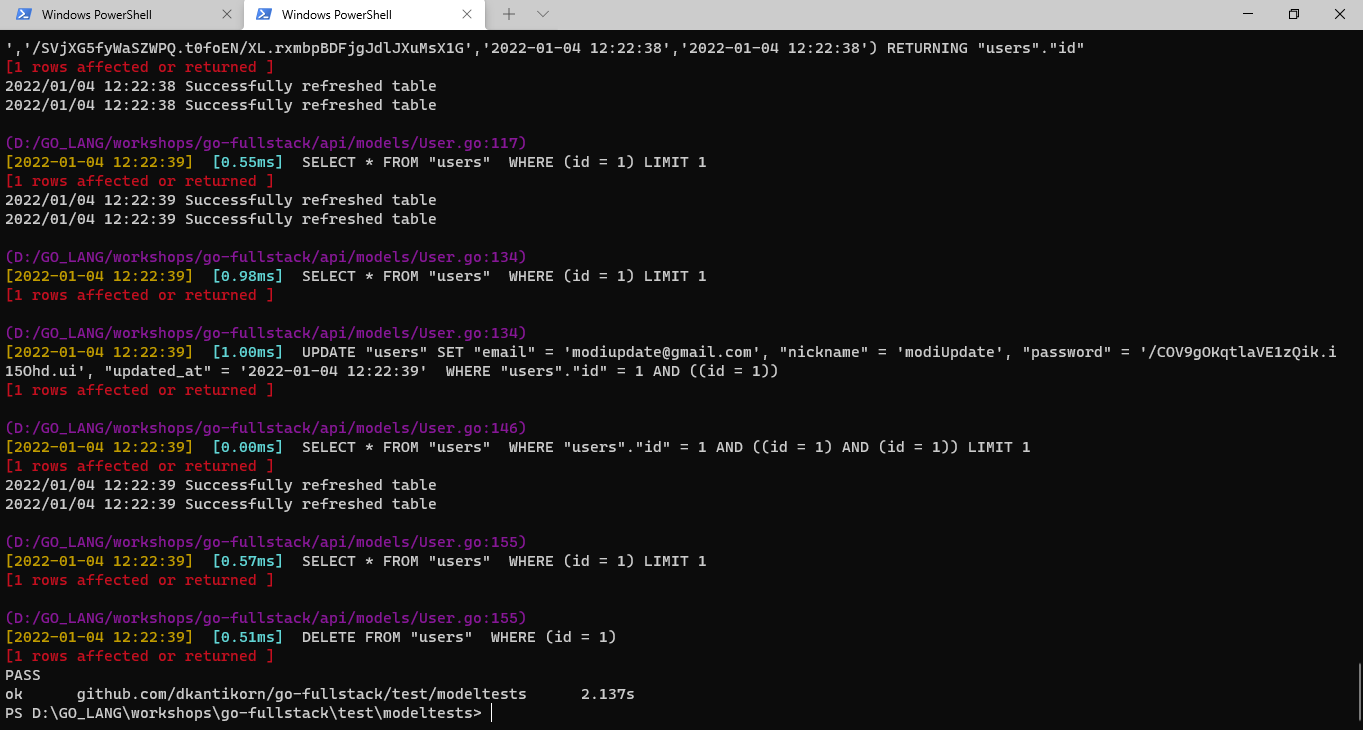 Windows PowerShell
Windows PowerShell
','/SVjXG5fyWaSZWPQ.t0foEN/XL.rxmbpBDFjgJdlJXuMsX1G','2022-01-04 12:22:38','2022-01-04 12:22:38') RETURNING "users"."id"
[1 rows affected or returned ]
2022/01/04 12:22:38 Successfully refreshed table
2022/01/04 12:22:38 Successfully refreshed table
(D:/GO_LANG/workshops/go-fullstack/api/models/User.go:117)
[2022-01-04 12:22:39]  [0.55ms]  SELECT * FROM "users"  WHERE (id = 1) LIMIT 1
[1 rows affected or returned ]
2022/01/04 12:22:39 Successfully refreshed table
2022/01/04 12:22:39 Successfully refreshed table
(D:/GO_LANG/workshops/go-fullstack/api/models/User.go:134)
[2022-01-04 12:22:39]  [0.98ms]  SELECT * FROM "users"  WHERE (id = 1) LIMIT 1
[1 rows affected or returned ]
(D:/GO_LANG/workshops/go-fullstack/api/models/User.go:134)
[2022-01-04 12:22:39]  [1.00ms]  UPDATE "users" SET "email" = 'modiupdate@gmail.com', "nickname" = 'modiUpdate', "password" = '/COV9gOKqtlaVE1zQik.i
15Ohd.ui', "updated_at" = '2022-01-04 12:22:39'  WHERE "users"."id" = 1 AND ((id = 1))
[1 rows affected or returned ]
(D:/GO_LANG/workshops/go-fullstack/api/models/User.go:146)
[2022-01-04 12:22:39]  [0.00ms]  SELECT * FROM "users"  WHERE "users"."id" = 1 AND ((id = 1) AND (id = 1)) LIMIT 1
[1 rows affected or returned ]
2022/01/04 12:22:39 Successfully refreshed table
2022/01/04 12:22:39 Successfully refreshed table
(D:/GO_LANG/workshops/go-fullstack/api/models/User.go:155)
[2022-01-04 12:22:39]  [0.57ms]  SELECT * FROM "users"  WHERE (id = 1) LIMIT 1
[1 rows affected or returned ]
(D:/GO_LANG/workshops/go-fullstack/api/models/User.go:155)
[2022-01-04 12:22:39]  [0.51ms]  DELETE FROM "users"  WHERE (id = 1)
[1 rows affected or returned ]
PASS
ok      github.com/dkantikorn/go-fullstack/test/modeltests      2.137s
PS D:\GO_LANG\workshops\go-fullstack\test\modeltests>